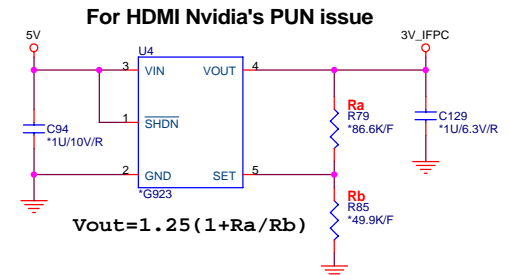 For HDMI Nvidia's PUN issue
5V
3V_IFPC
U4
3
VIN
VOUT
4
1
SHDN
2
GND
SET
5
*G923
C94
*1U/10V/R
Ra
R79
*86.6K/F
C129
*1U/6.3V/R
Rb
R85
*49.9K/F
Vout=1.25(1+Ra/Rb)